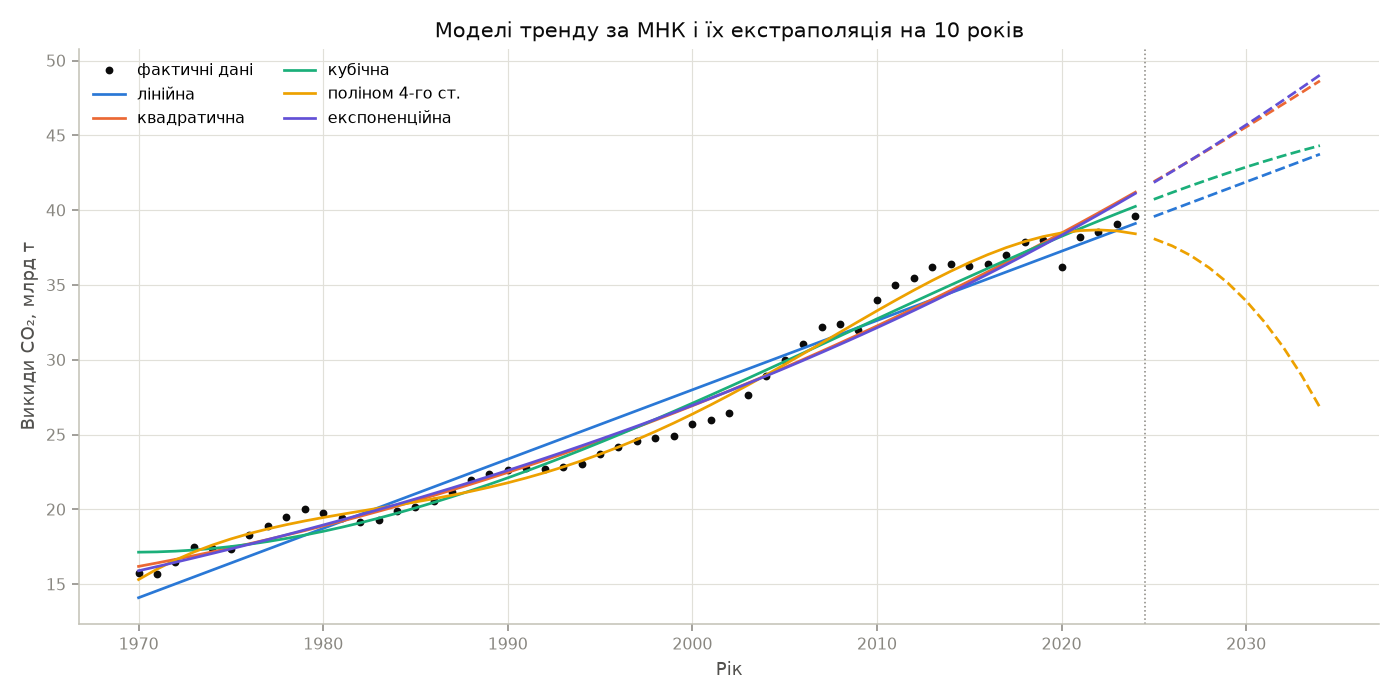 Моделі тренду за МНК і їх екстраполяція на 10 років
фактичні дані
лінійна
квадратична
кубічна
поліном 4-го ст.
експоненційна
Викиди CO₂, млрд т
50
45
40
35
30
25
20
15
1970
1980
1990
2000
2010
2020
2030
Рік